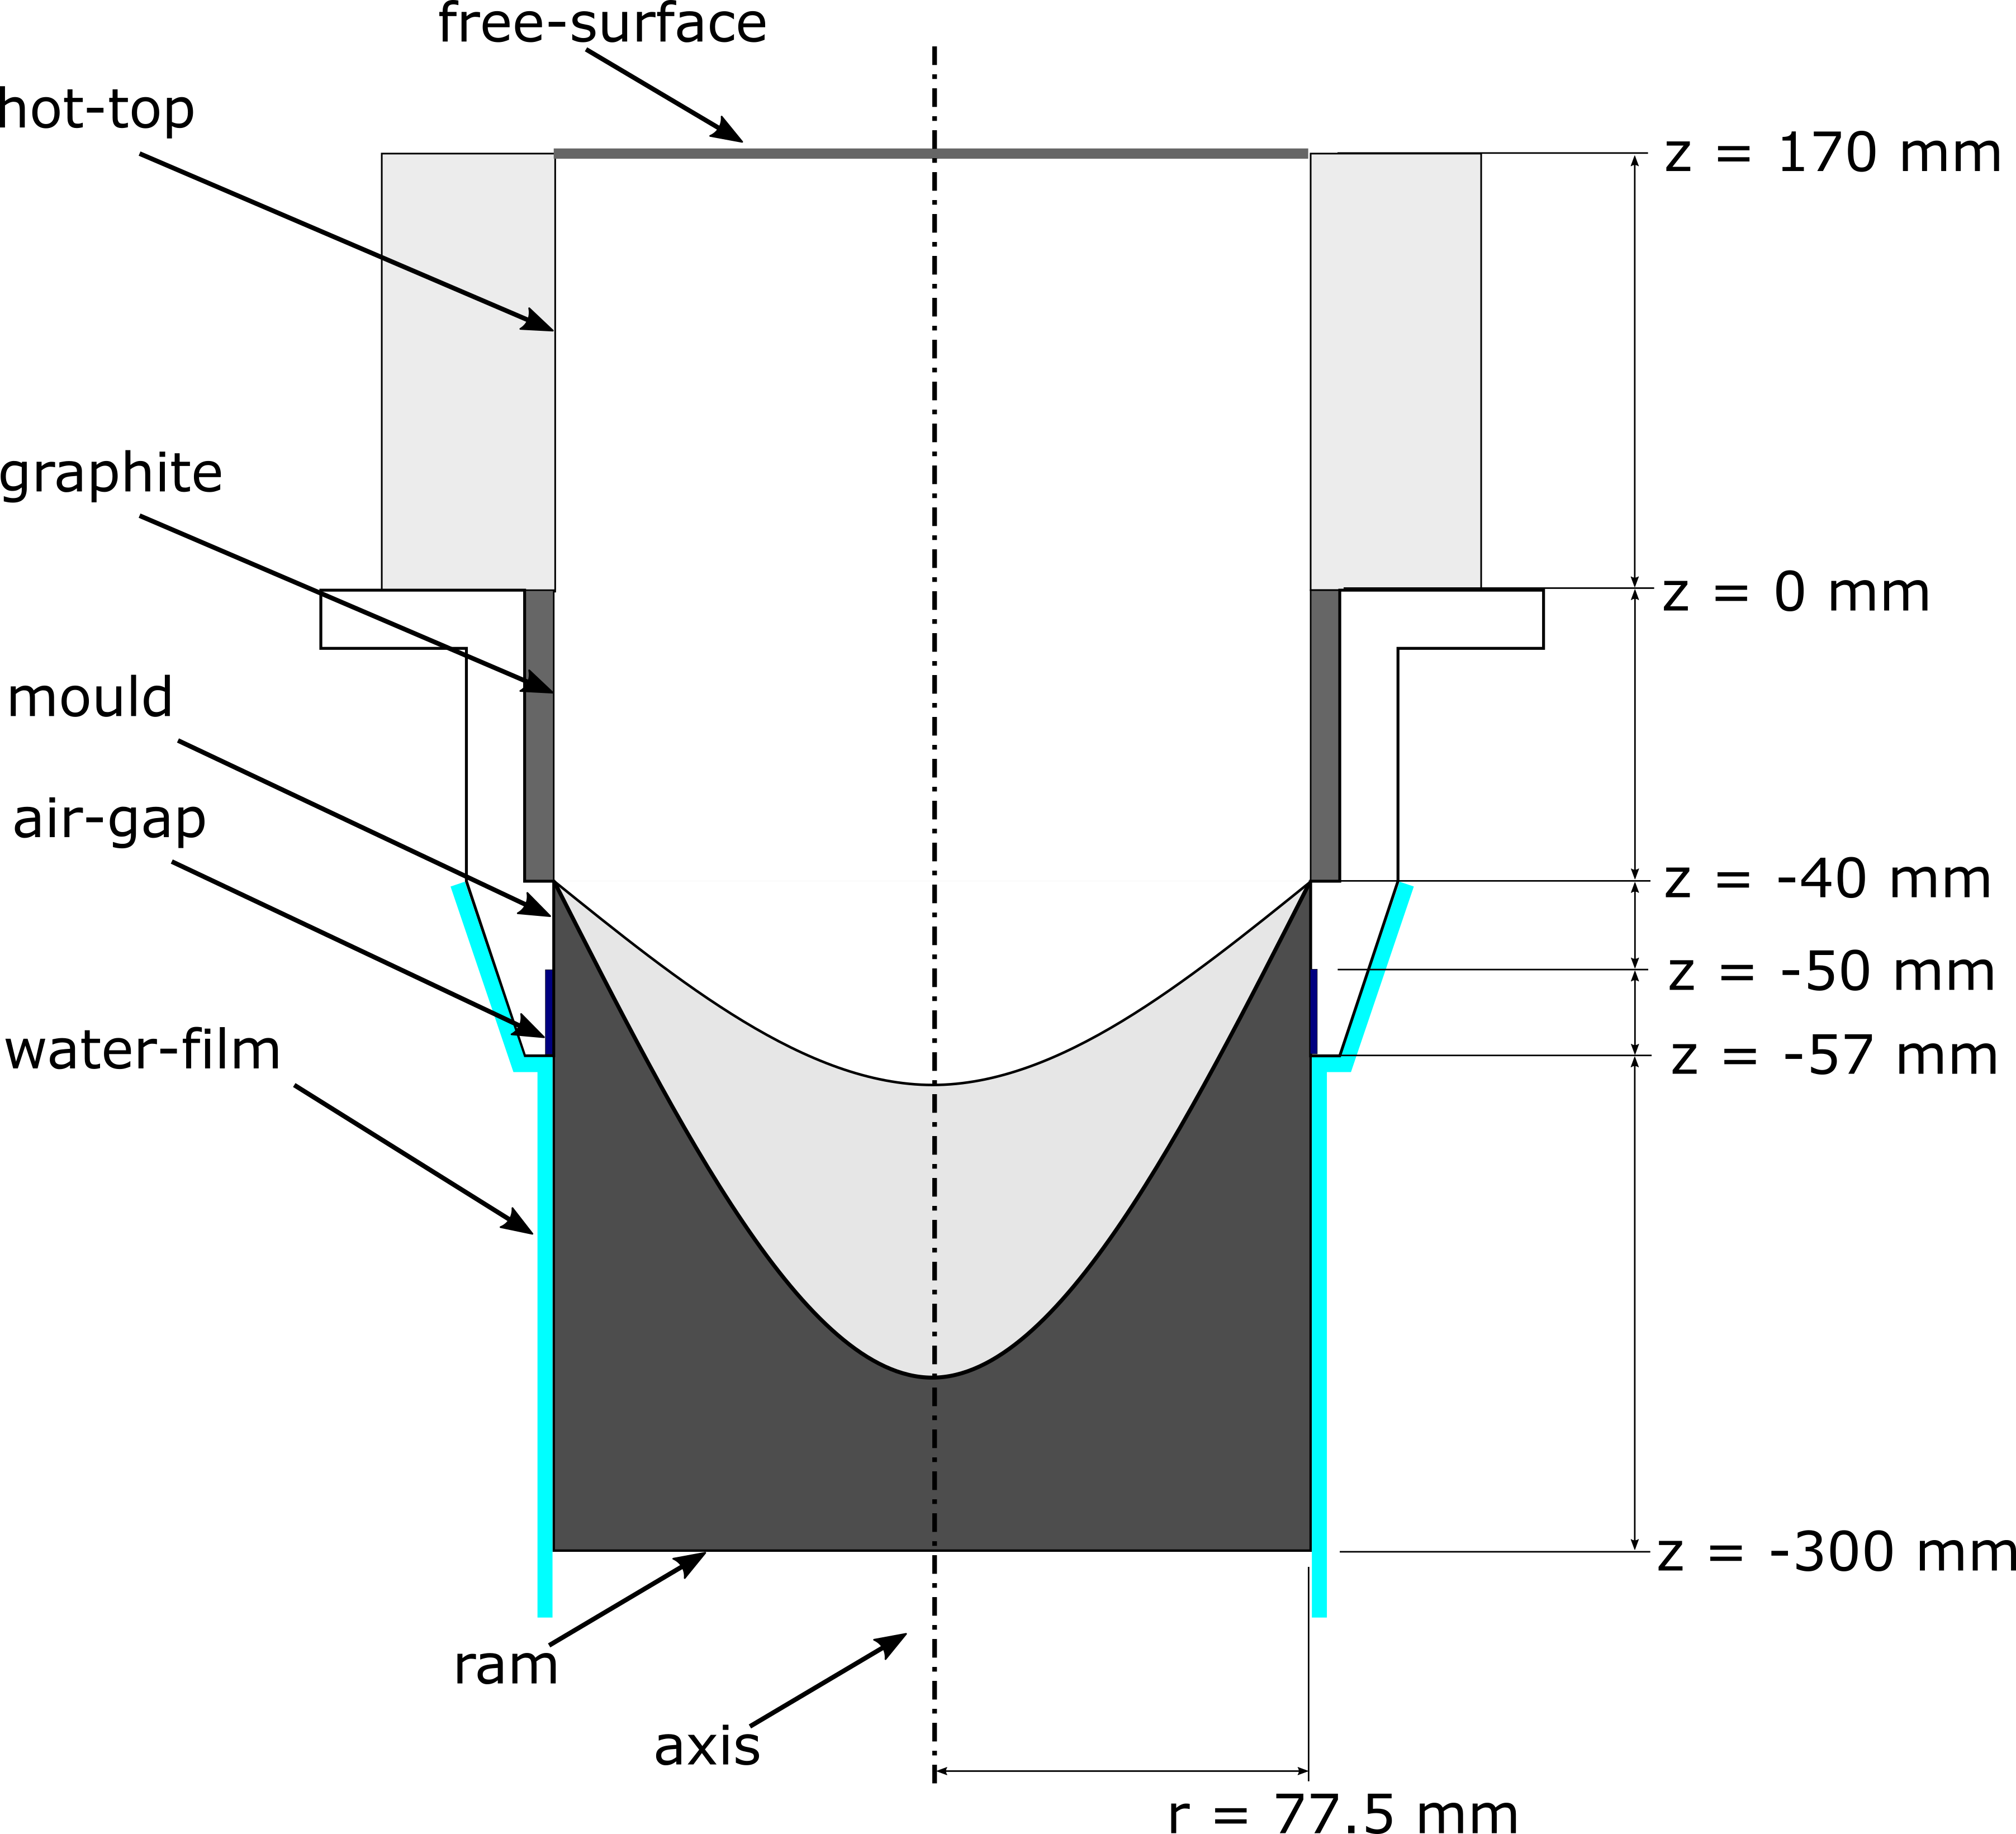 free-surface
hot-top
z = 170 mm
graphite
z = 0 mm
mould
air-gap
z = -40 mm
z = -50 mm
water-film
z = -57 mm
z = -300 mm
ram
axis
r = 77.5 mm